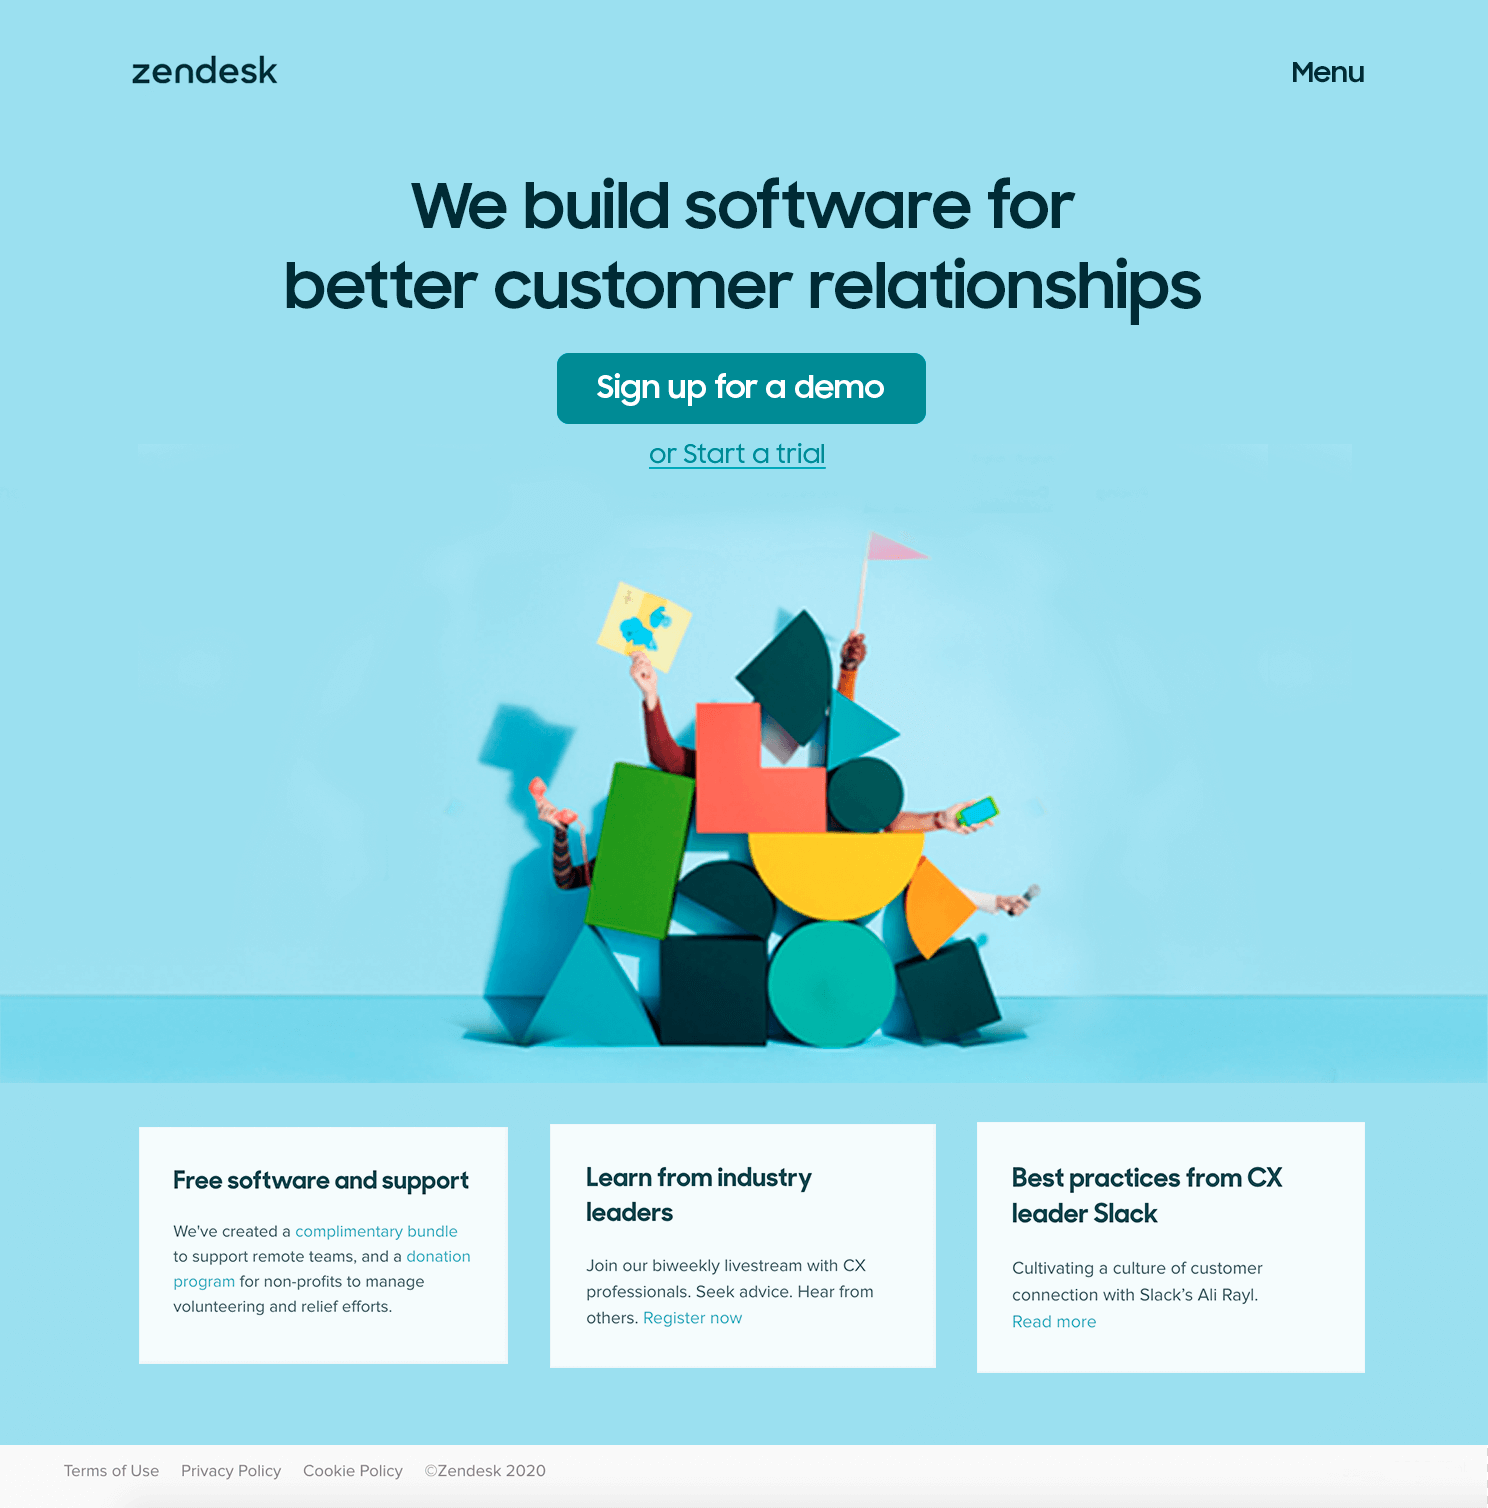 zendesk
Menu
We build software for
better customer relationships
Sign up for a demo
or Start a trial
Free software and support
We've created a complimentary bundle
to support remote teams, and a donation
program for non-profits to manage
volunteering and relief efforts.
Learn from industry
leaders
Join our biweekly livestream with CX
professionals. Seek advice. Hear from
others. Register now
Best practices from CX
leader Slack
Cultivating a culture of customer
connection with Slack’s Ali Rayl.
Read more
Terms of Use Privacy Policy Cookie Policy ©Zendesk 2020